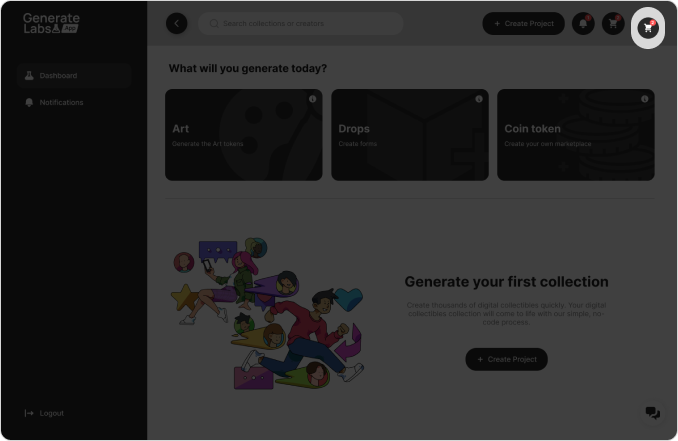 Generate
Labs App
Search collections or creators
+ Create Project
Dashboard
Notifications
What will you generate today?
Art
Generate the Art tokens
Drops
Create forms
Coin token
Create your own marketplace
Generate your first collection
Create thousands of digital collectibles quickly. Your digital
collectibles collection will come to life with our simple, no-
code process.
+ Create Project
Logout